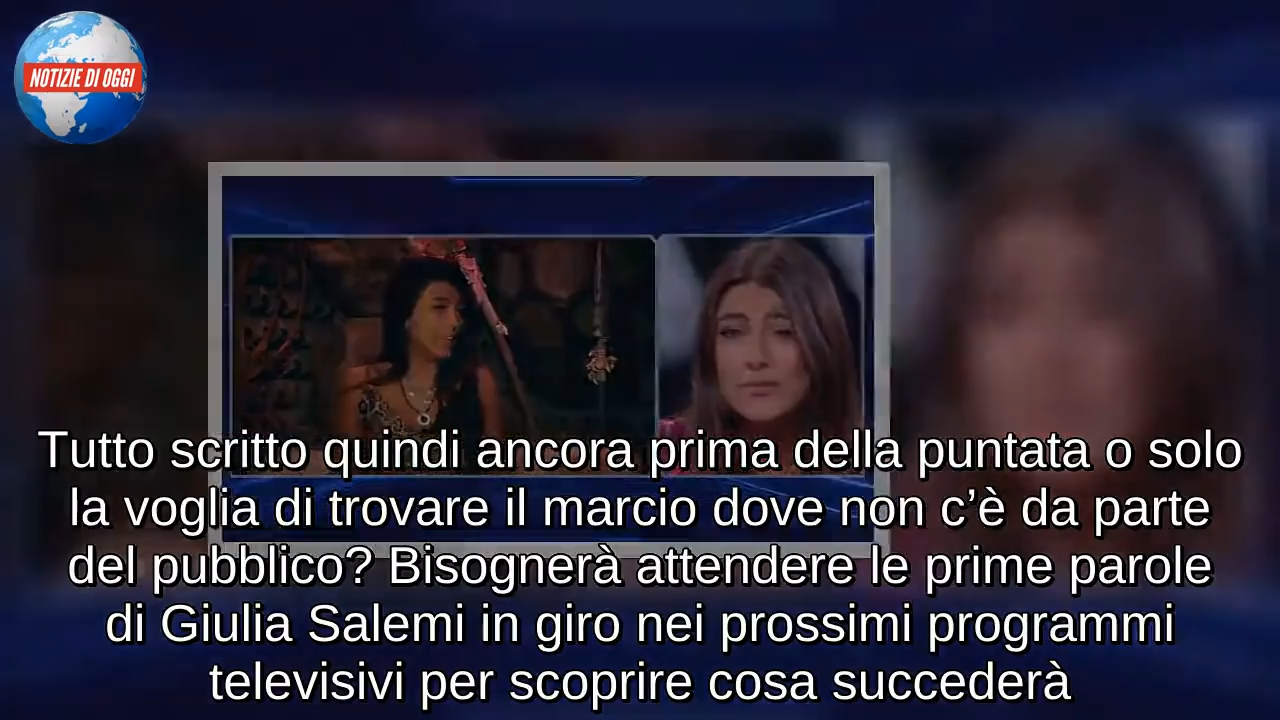 NOTIZIE DI OGGI
Tutto scritto quindi ancora prima della puntata o solo
la voglia di trovare il marcio dove non c’è da parte
del pubblico? Bisognerà attendere le prime parole
di Giulia Salemi in giro nei prossimi programmi
televisivi per scoprire cosa succederà